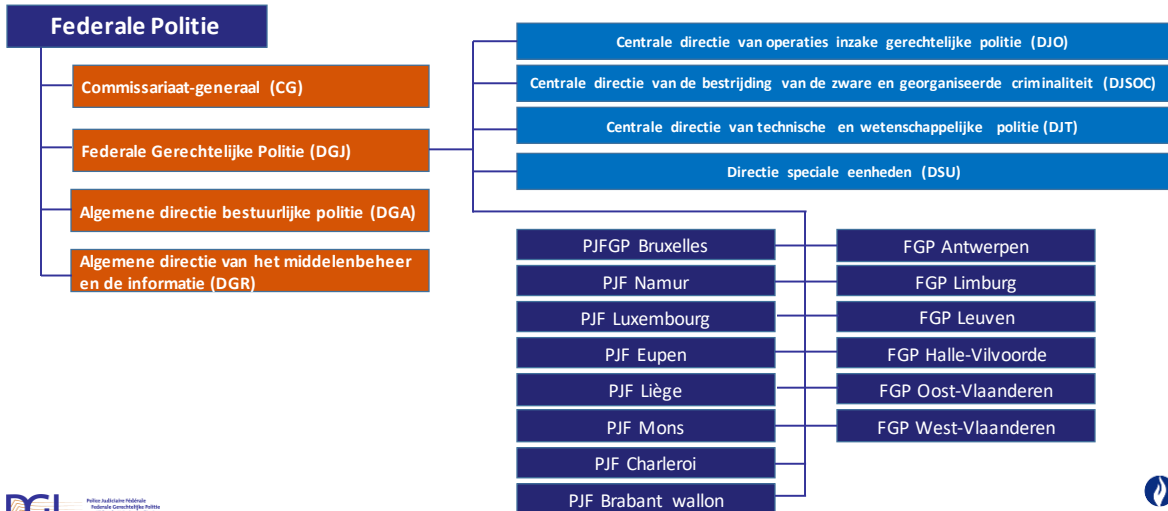 Federale Politie
Commissariaat-generaal (CG)
Federale Gerechtelijke Politie (DGJ)
Algemene directie bestuurlijke politie (DGA)
Algemene directie van het middelenbeheer
en de informatie (DGR)
Centrale directie van operaties inzake gerechtelijke politie (DJO)
Centrale directie van de bestrijding van de zware en georganiseerde criminaliteit (DJSOC)
Centrale directie van technische en wetenschappelijke politie (DJT)
Directie speciale eenheden (DSU)
PJFGP Bruxelles
PJF Namur
PJF Luxembourg
PJF Eupen
PJF Liège
PJF Mons
PJF Charleroi
PJF Brabant wallon
FGP Antwerpen
FGP Limburg
FGP Leuven
FGP Halle-Vilvoorde
FGP Oost-Vlaanderen
FGP West-Vlaanderen
DGJ
Police Judiciaire Fédérale
Federale Gerechtelijke Politie